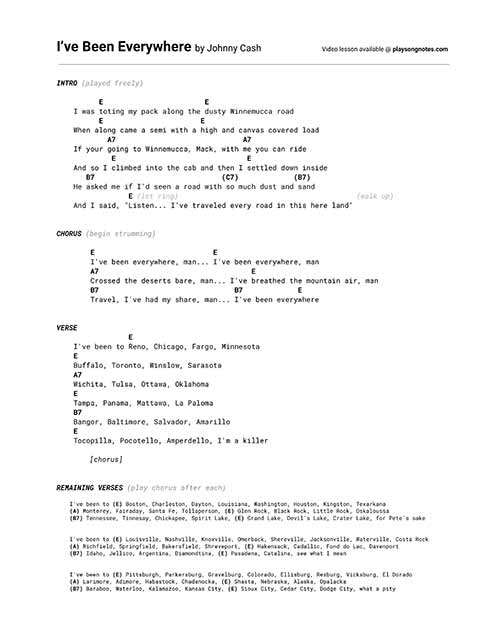 I've Been Everywhere by Johnny Cash
Video lesson available @ playsongnotes.com
INTRO (played freely)
E E
I was toting my pack along the dusty Winnemucca road
E E
When along came a semi with a high and canvas covered load
A7 A7
If your going to Winnemucca, Mack, with me you can ride
E E
And so I climbed into the cab and then I settled down inside
B7 (C7) (B7)
He asked me if I'd seen a road with so much dust and sand
E (let ring) (walk up)
And I said, "Listen... I've traveled every road in this here land"
CHORUS (begin strumming)
E E
I've been everywhere, man... I've been everywhere, man
A7 E
Crossed the deserts bare, man... I've breathed the mountain air, man
B7 B7 E
Travel, I've had my share, man... I've been everywhere
VERSE
E
I've been to Reno, Chicago, Fargo, Minnesota
E
Buffalo, Toronto, Winslow, Sarasota
A7
Wichita, Tulsa, Ottawa, Oklahoma
E
Tampa, Panama, Mattawa, La Paloma
B7
Bangor, Baltimore, Salvador, Amarillo
E
Tocopilla, Pocotello, Amperdello, I'm a killer
[chorus]
REMAINING VERSES (play chorus after each)
I've been to (E) Boston, Charleston, Dayton, Louisiana, Washington, Houston, Kingston, Texarkana
(A) Monterey, Fairaday, Santa Fe, Tollaperson, (E) Glen Rock, Black Rock, Little Rock, Oskaloussa
(B7) Tennessee, Tinnesay, Chickapee, Spirit Lake, (E) Grand Lake, Devil's Lake, Crater Lake, for Pete's sake
I've been to (E) Louisville, Nashville, Knoxville, Omerback, Shereville, Jacksonville, Waterville, Costa Rock
(A) Richfield, Springfield, Bakersfield, Shreveport, (E) Hakensack, Cadallic, Fond du Lac, Davenport
(B7) Idaho, Jellico, Argentina, Diamondtina, (E) Pasadena, Catalina, see what I mean
I've been to (E) Pittsburgh, Parkersburg, Gravelburg, Colorado, Ellisburg, Rexburg, Vicksburg, El Dorado
(A) Larimore, Adimore, Habastock, Chadanocka, (E) Shasta, Nebraska, Alaska, Opalacka
(B7) Baraboo, Waterloo, Kalamazoo, Kansas City, (E) Sioux City, Cedar City, Dodge City, what a pity